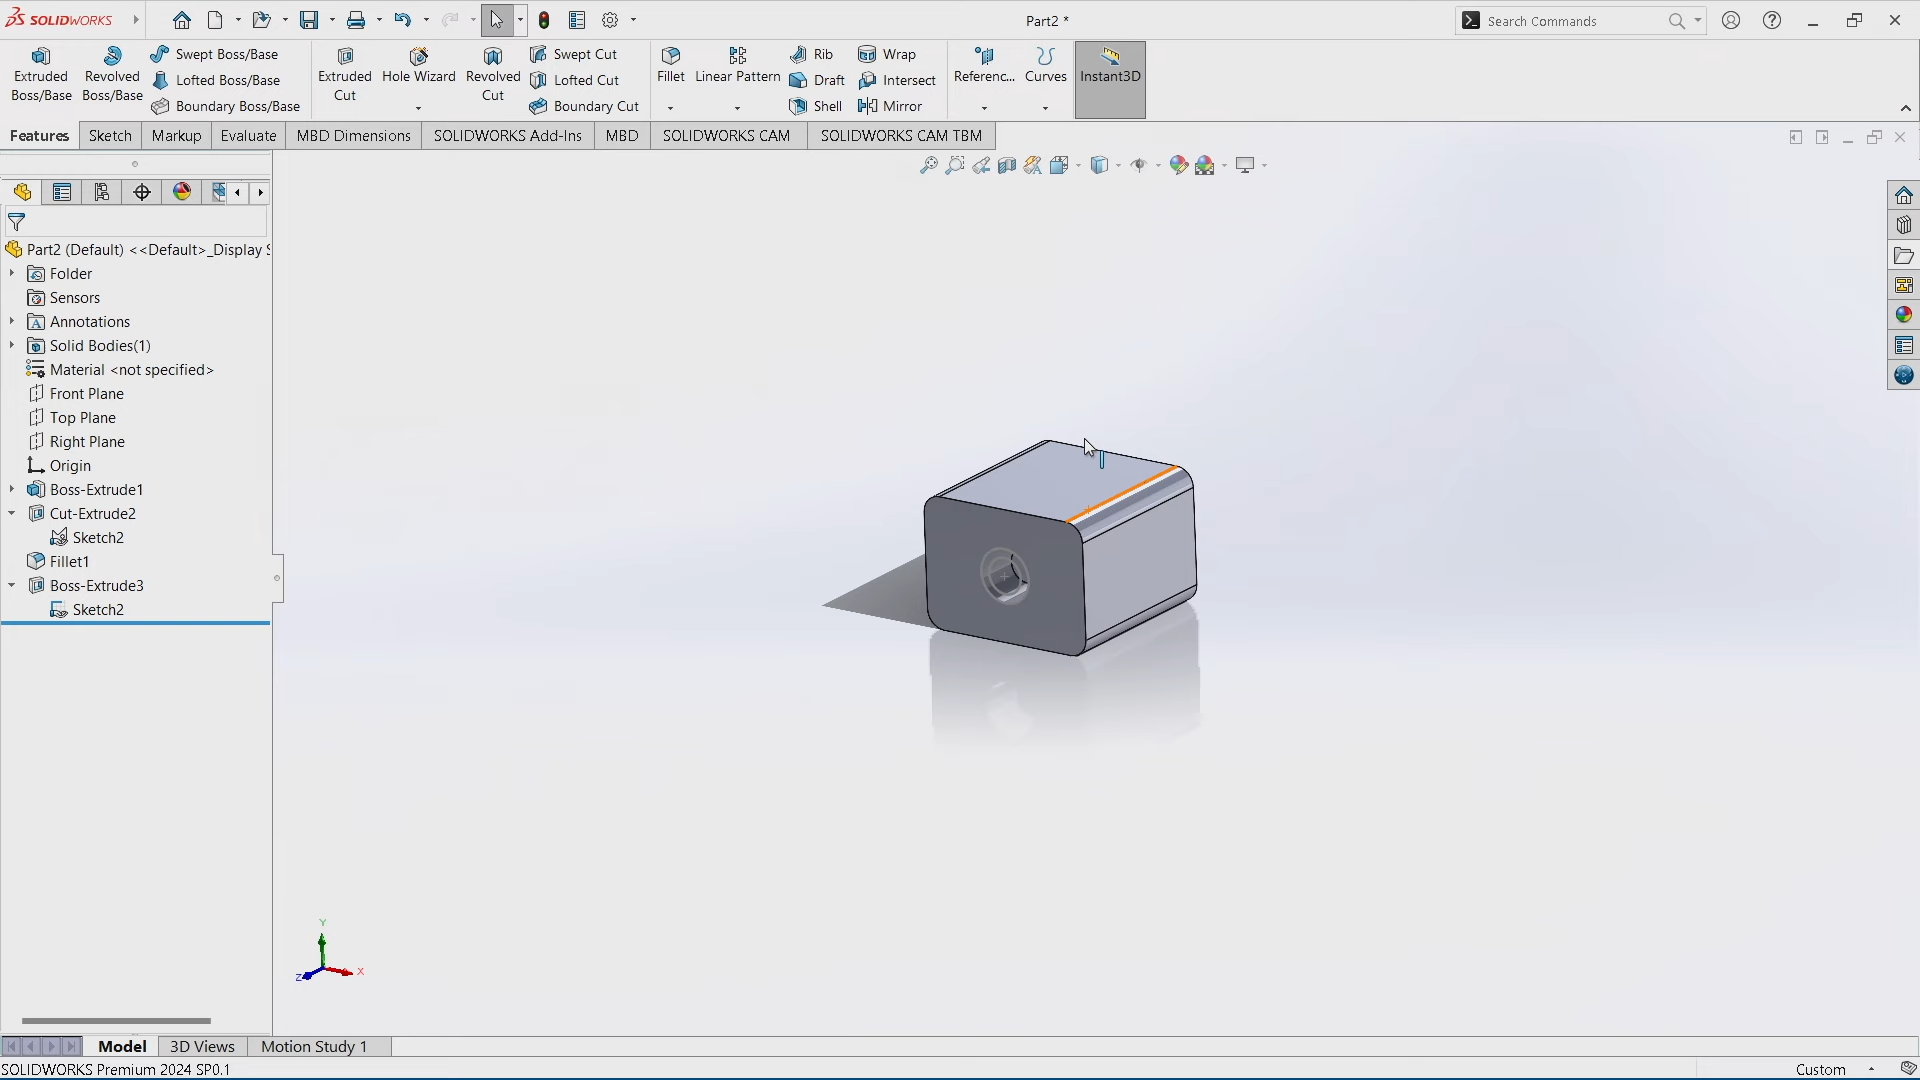 SOLIDWORKS
Part2 *
Search Commands
Extruded Boss/Base
Revolved Boss/Base
Swept Boss/Base
Lofted Boss/Base
Boundary Boss/Base
Extruded Cut
Hole Wizard
Revolved Cut
Swept Cut
Lofted Cut
Boundary Cut
Fillet
Linear Pattern
Rib
Draft
Shell
Wrap
Intersect
Mirror
Referenc...
Curves
Instant3D
Features
Sketch
Markup
Evaluate
MBD Dimensions
SOLIDWORKS Add-Ins
MBD
SOLIDWORKS CAM
SOLIDWORKS CAM TBM
Part2 (Default) <<Default>_Display S
Folder
Sensors
Annotations
Solid Bodies(1)
Material <not specified>
Front Plane
Top Plane
Right Plane
Origin
Boss-Extrude1
Cut-Extrude2
Sketch2
Fillet1
Boss-Extrude3
Sketch2
Y
Z
X
Model
3D Views
Motion Study 1
SOLIDWORKS Premium 2024 SP0.1
Custom